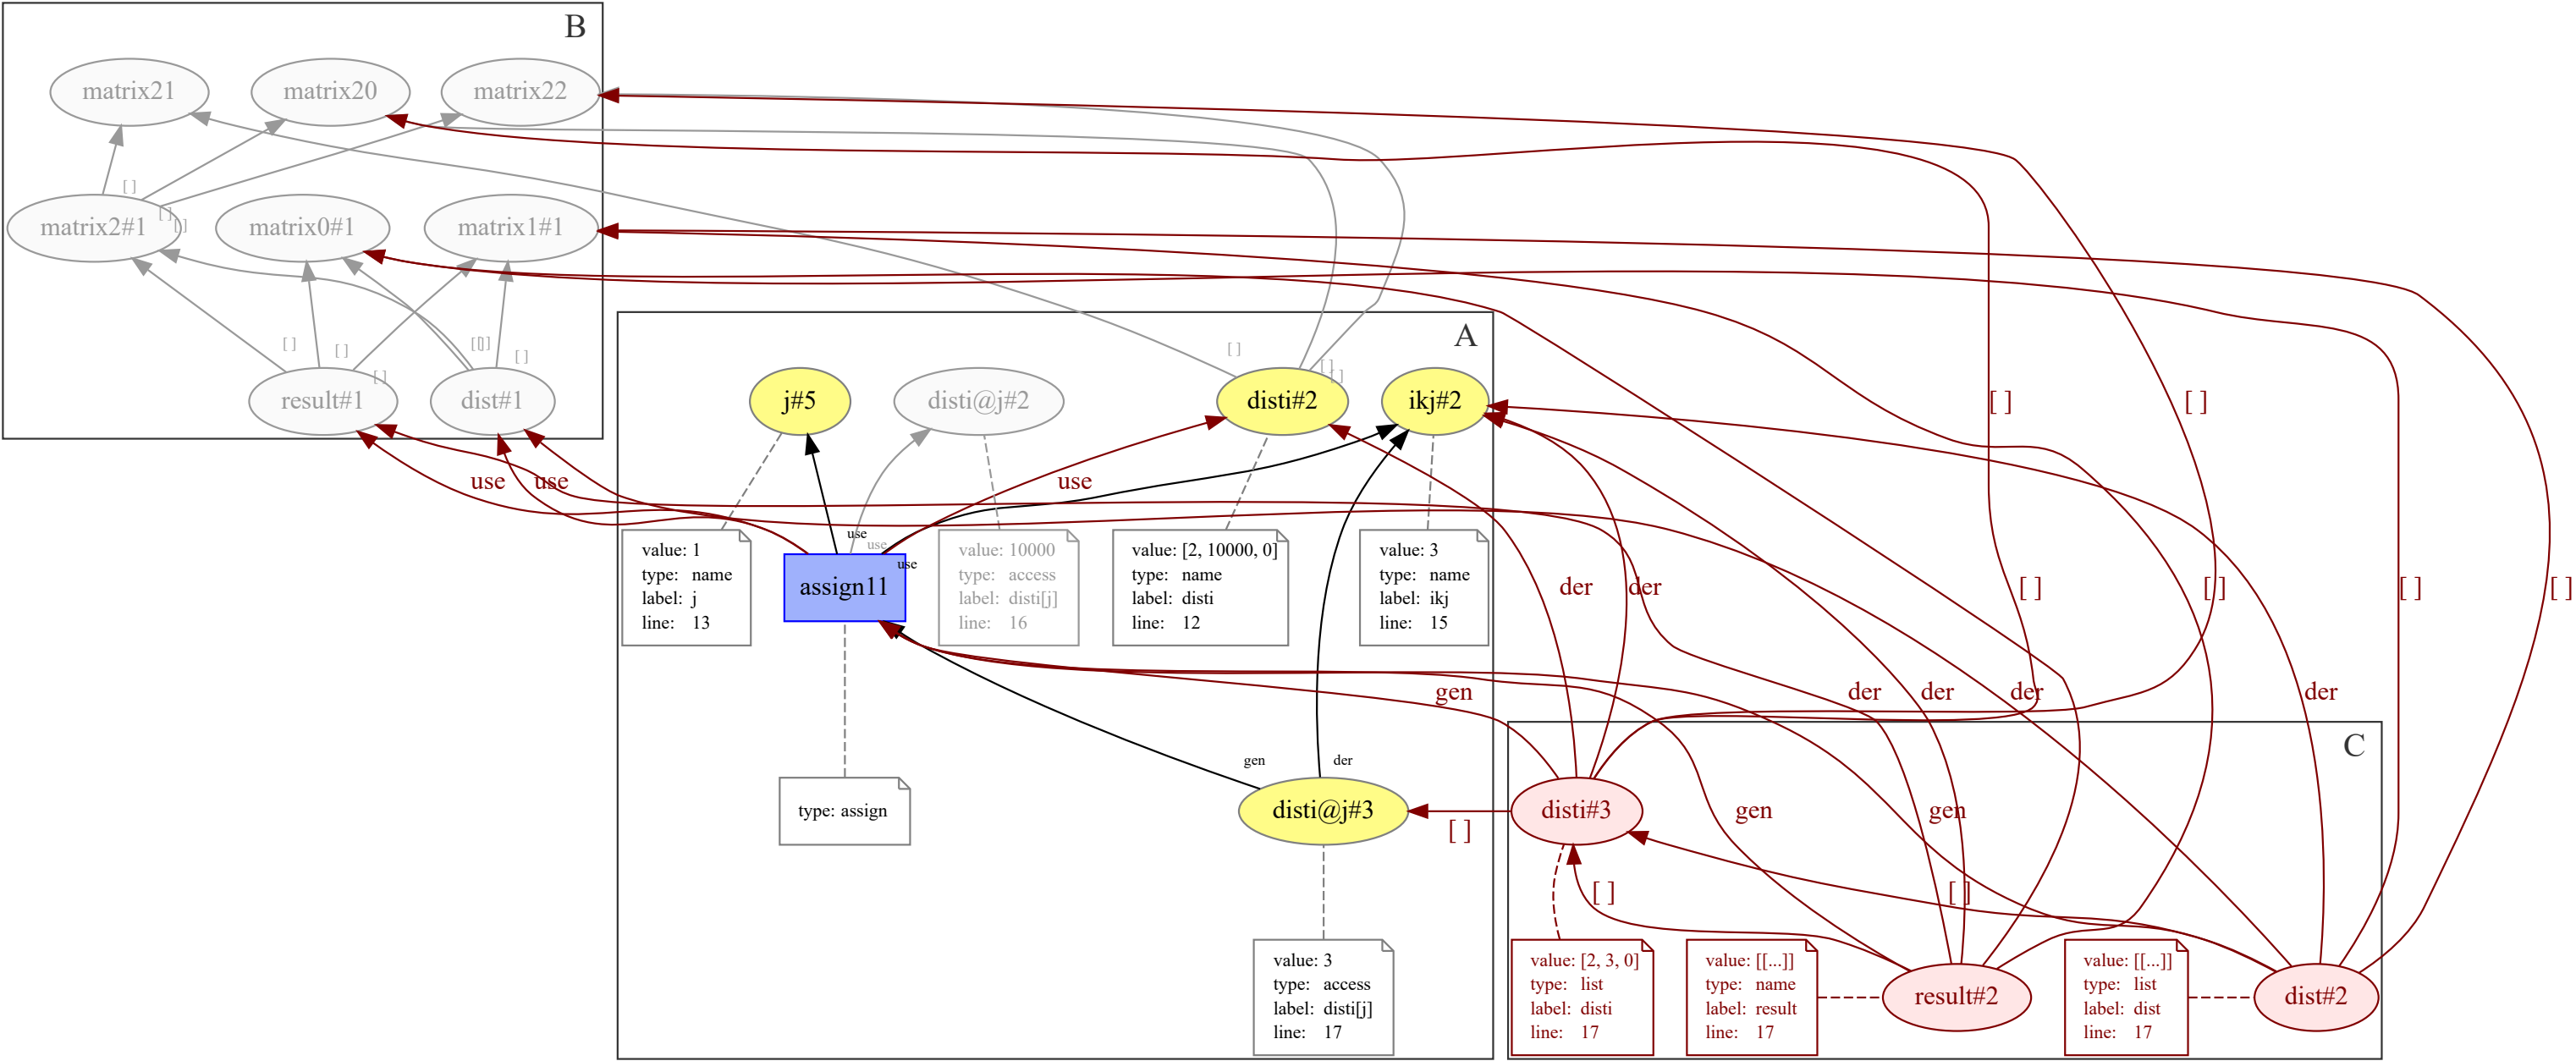 B
matrix21
matrix20
matrix22
[ ]
[ ]
[ ]
matrix2#1
matrix0#1
matrix1#1
[ ]
[ ]
[ ]
[ ]
[ ]
[ ]
result#1
dist#1
A
[ ]
[ ]
[ ]
j#5
disti@j#2
disti#2
ikj#2
[ ]
[ ]
use
use
use
use
use
use
value: 1
type: name
label: j
line: 13
assign11
value: 10000
type: access
label: disti[j]
line: 16
value: [2, 10000, 0]
type: name
label: disti
line: 12
value: 3
type: name
label: ikj
line: 15
der
der
[ ]
[ ]
[ ]
[ ]
gen
der
der
der
der
C
gen
der
type: assign
disti@j#3
[ ]
disti#3
gen
gen
[ ]
[ ]
value: 3
type: access
label: disti[j]
line: 17
value: [2, 3, 0]
type: list
label: disti
line: 17
value: [[...]]
type: name
label: result
line: 17
result#2
value: [[...]]
type: list
label: dist
line: 17
dist#2